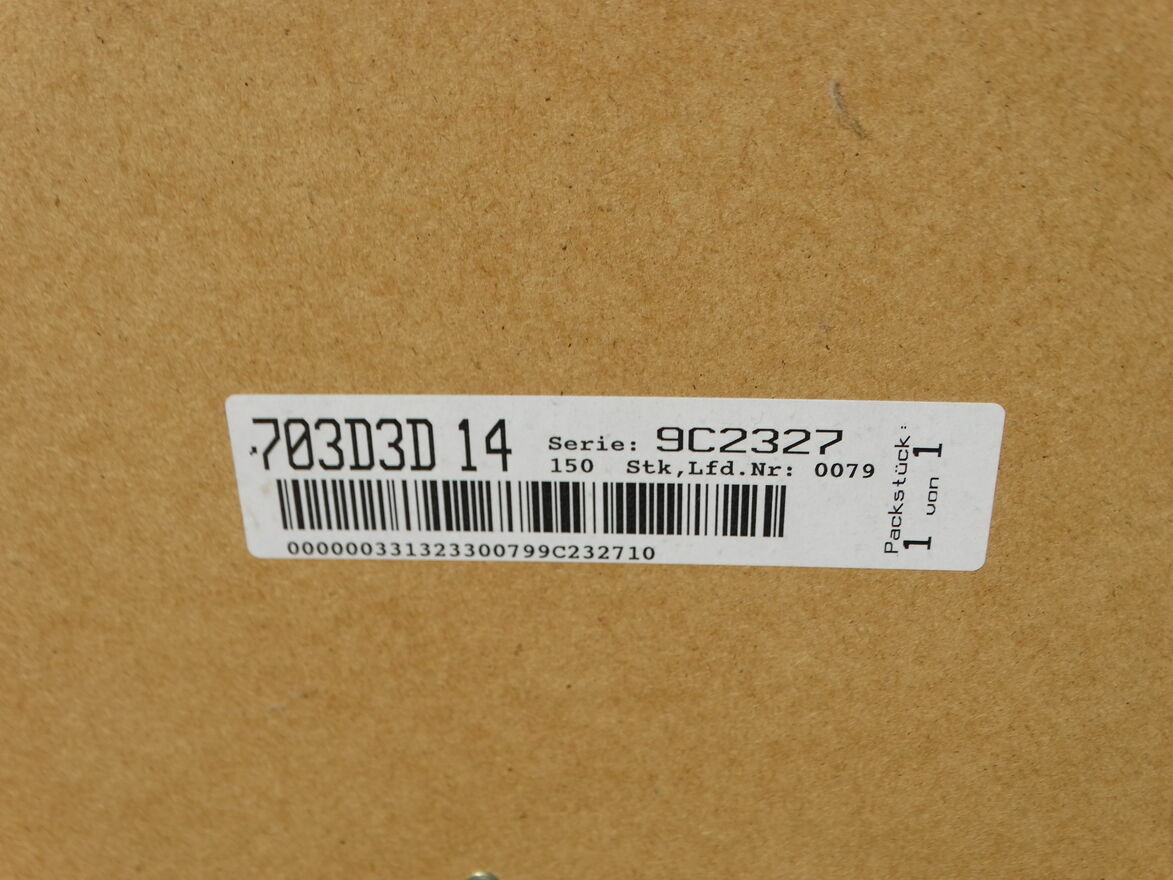 703D3D 14
Serie: 9C2327
150 Stk,Lfd.Nr: 0079
000000331323300799C232710
Packstück:
1 von 1